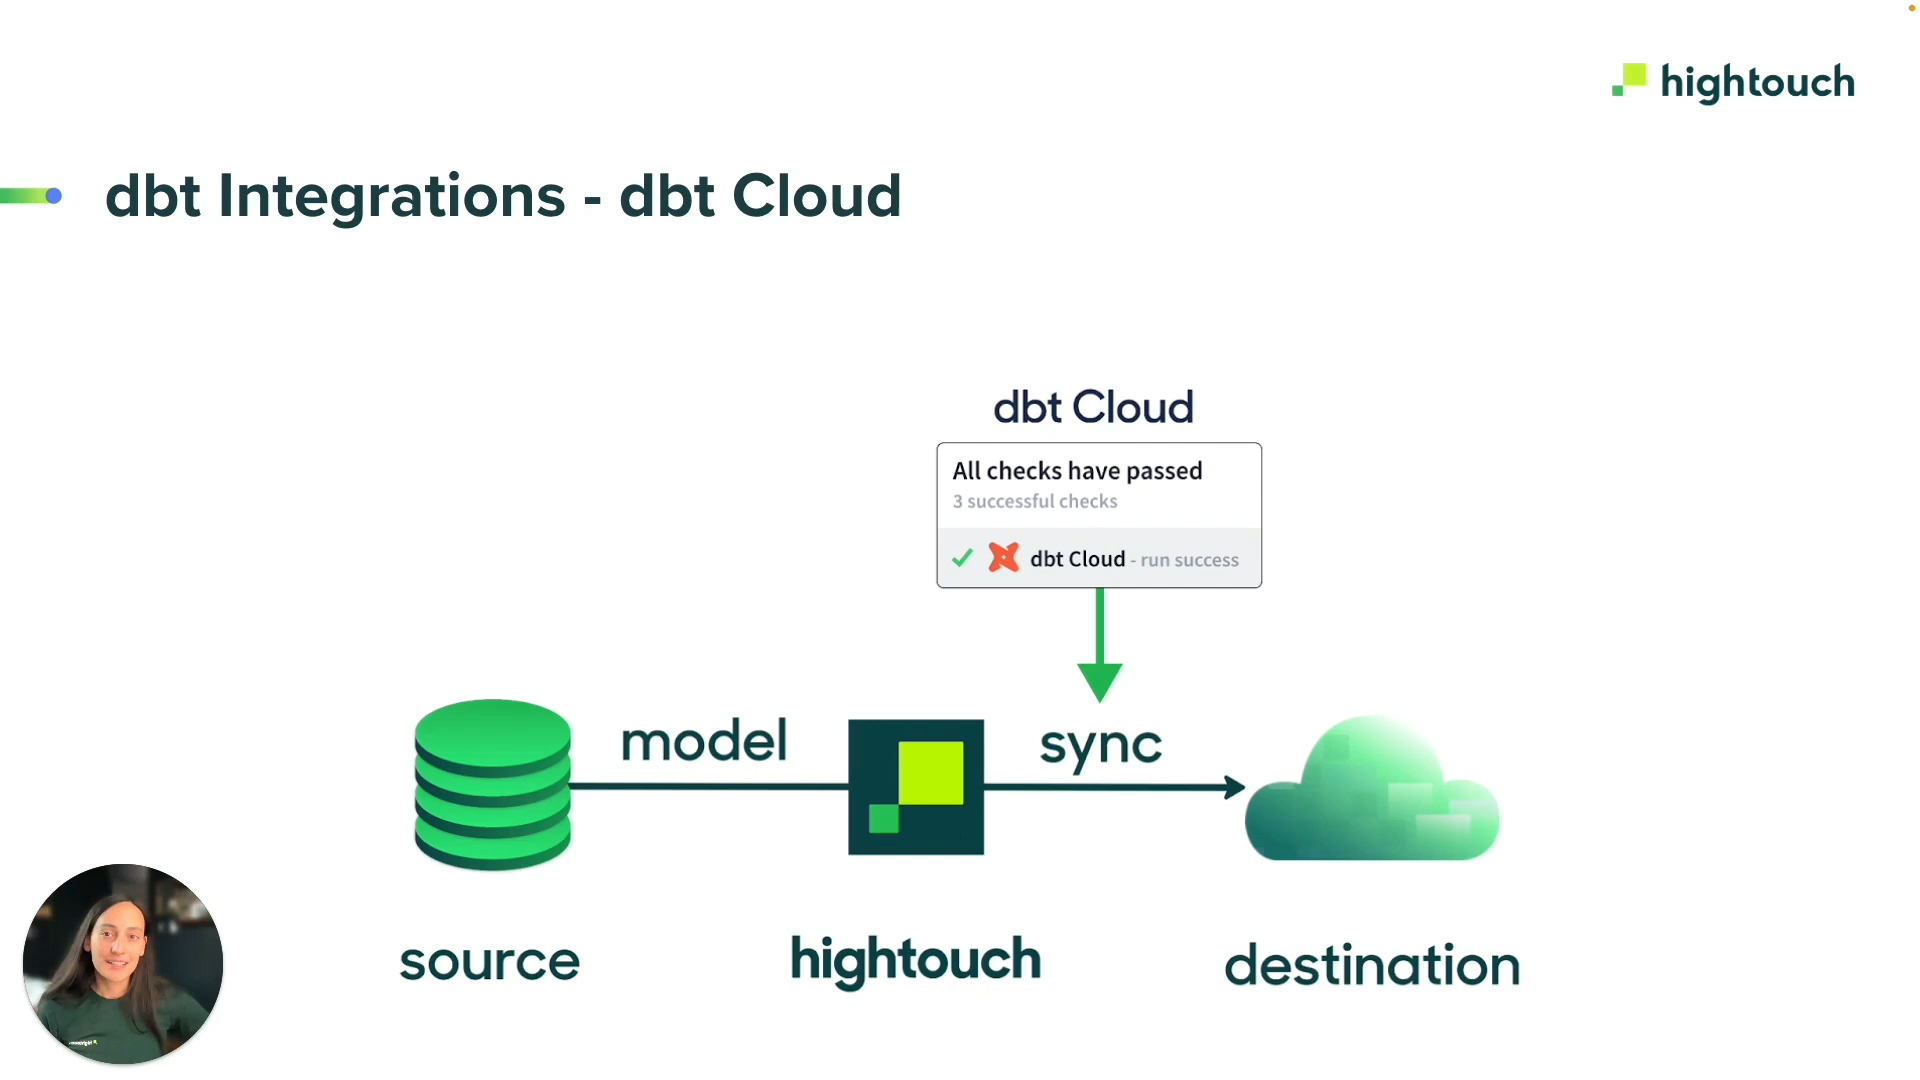 hightouch
dbt Integrations - dbt Cloud
dbt Cloud
All checks have passed
3 successful checks
dbt Cloud - run success
model
sync
source
hightouch
destination